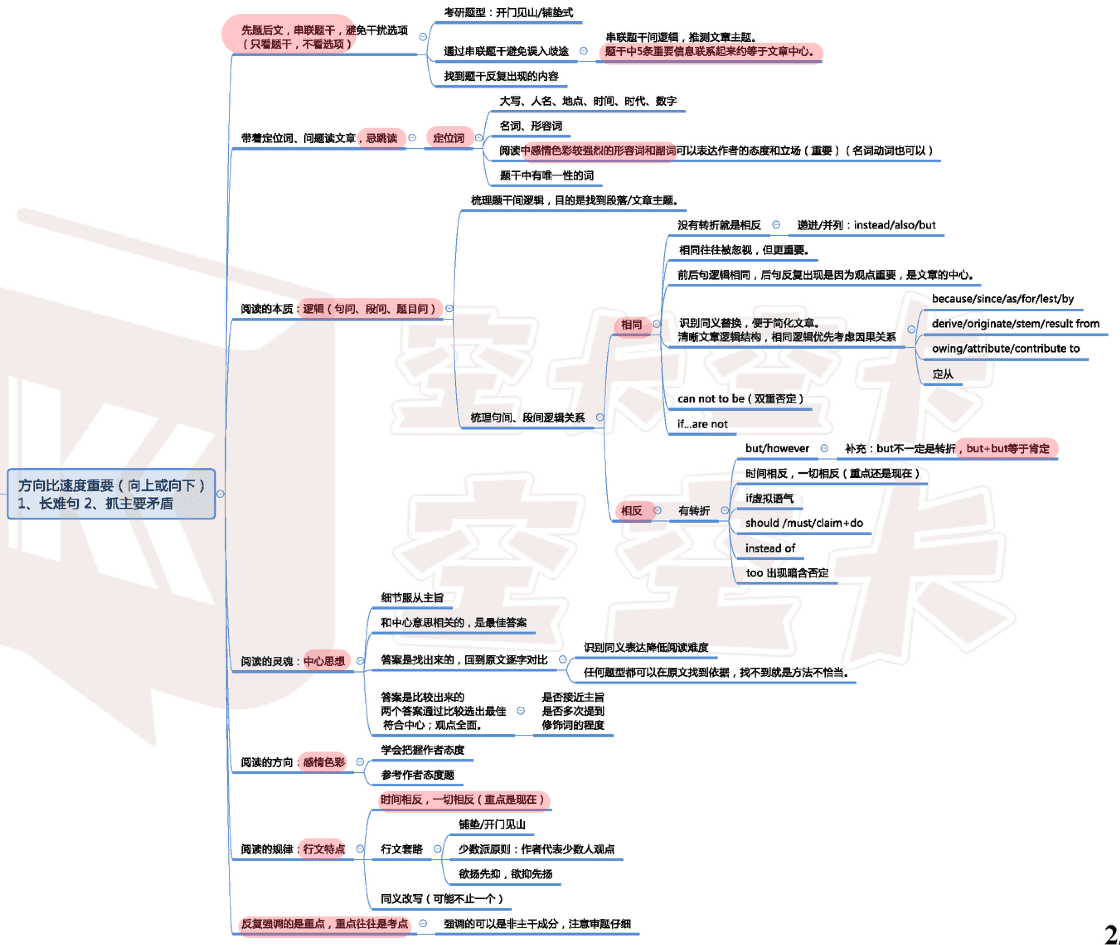 方向比速度重要（向上或向下）
1、长难句 2、抓主要矛盾
先题后文，串联题干，避免干扰选项
（只看题干，不看选项）
考研题型：开门见山/铺垫式
通过串联题干避免误入歧途
串联题干间逻辑，推测文章主题。
题干中5条重要信息联系起来约等于文章中心。
找到题干反复出现的内容
带着定位词、问题读文章，忌跳读
定位词
大写、人名、地点、时间、时代、数字
名词、形容词
阅读中感情色彩较强烈的形容词和副词可以表达作者的态度和立场（重要）（名词动词也可以）
题干中有唯一性的词
阅读的本质：逻辑（句间、段间、题目间）
梳理题干间逻辑，目的是找到段落/文章主题。
梳理句间、段间逻辑关系
相同
没有转折就是相反
递进/并列：instead/also/but
相同往往被忽视，但更重要。
前后句逻辑相同，后句反复出现是因为观点重要，是文章的中心。
识别同义替换，便于简化文章。
清晰文章逻辑结构，相同逻辑优先考虑因果关系
because/since/as/for/lest/by
derive/originate/stem/result from
owing/attribute/contribute to
定从
can not to be（双重否定）
if...are not
相反
有转折
but/however
补充：but不一定是转折，but+but等于肯定
时间相反，一切相反（重点还是现在）
if虚拟语气
should /must/claim+do
instead of
too 出现暗含否定
阅读的灵魂：中心思想
细节服从主旨
和中心意思相关的，是最佳答案
答案是找出来的，回到原文逐字对比
识别同义表达降低阅读难度
任何题型都可以在原文找到依据，找不到就是方法不恰当。
答案是比较出来的
两个答案通过比较选出最佳
符合中心；观点全面。
是否接近主旨
是否多次提到
修饰词的程度
阅读的方向：感情色彩
学会把握作者态度
参考作者态度题
阅读的规律：行文特点
时间相反，一切相反（重点是现在）
行文套路
铺垫/开门见山
少数派原则：作者代表少数人观点
欲扬先抑，欲抑先扬
同义改写（可能不止一个）
反复强调的是重点，重点往往是考点
强调的可以是非主干成分，注意审题仔细
空卡空卡
空空卡
2